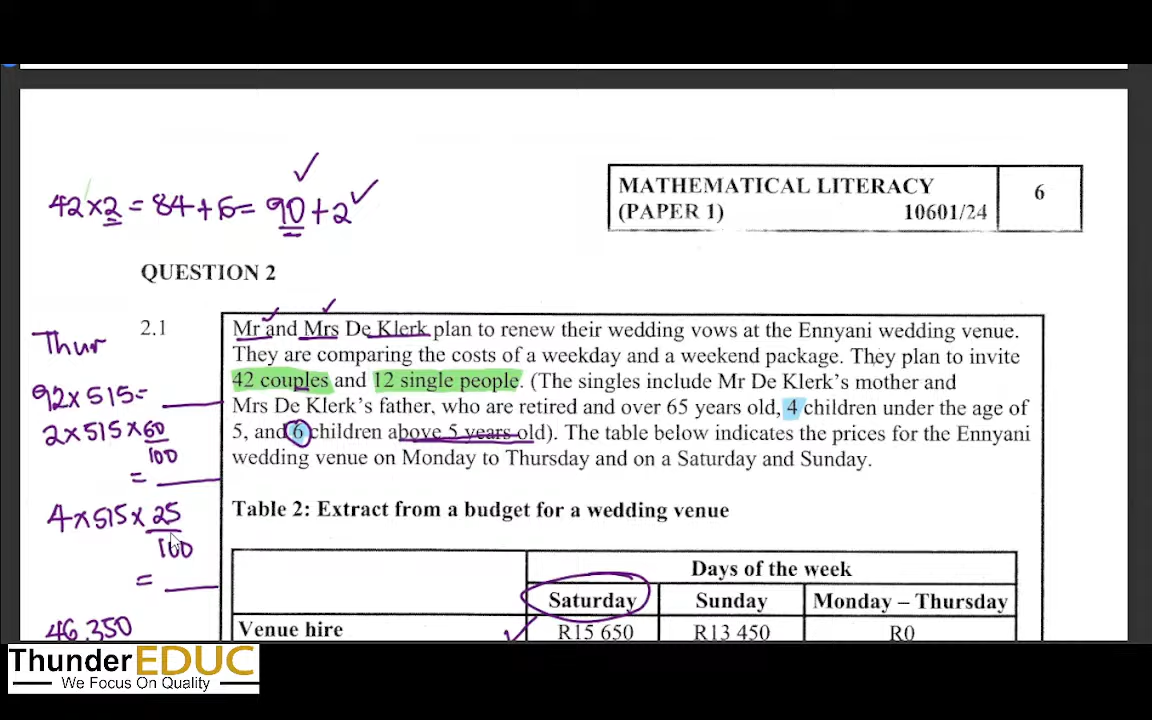 42×2 = 84+6= 90+2
MATHEMATICAL LITERACY
(PAPER 1) 10601/24
6
QUESTION 2
2.1
Mr and Mrs De Klerk plan to renew their wedding vows at the Ennyani wedding venue.
They are comparing the costs of a weekday and a weekend package. They plan to invite
42 couples and 12 single people. (The singles include Mr De Klerk's mother and
Mrs De Klerk's father, who are retired and over 65 years old, 4 children under the age of
5, and 6 children above 5 years old). The table below indicates the prices for the Ennyani
wedding venue on Monday to Thursday and on a Saturday and Sunday.
Thur
92×515=
2×515×60/100
=
4×515×25/100
=
46,350
Table 2: Extract from a budget for a wedding venue
Days of the week
Saturday Sunday Monday – Thursday
Venue hire R15 650 R13 450 R0
ThunderEDUC
We Focus On Quality